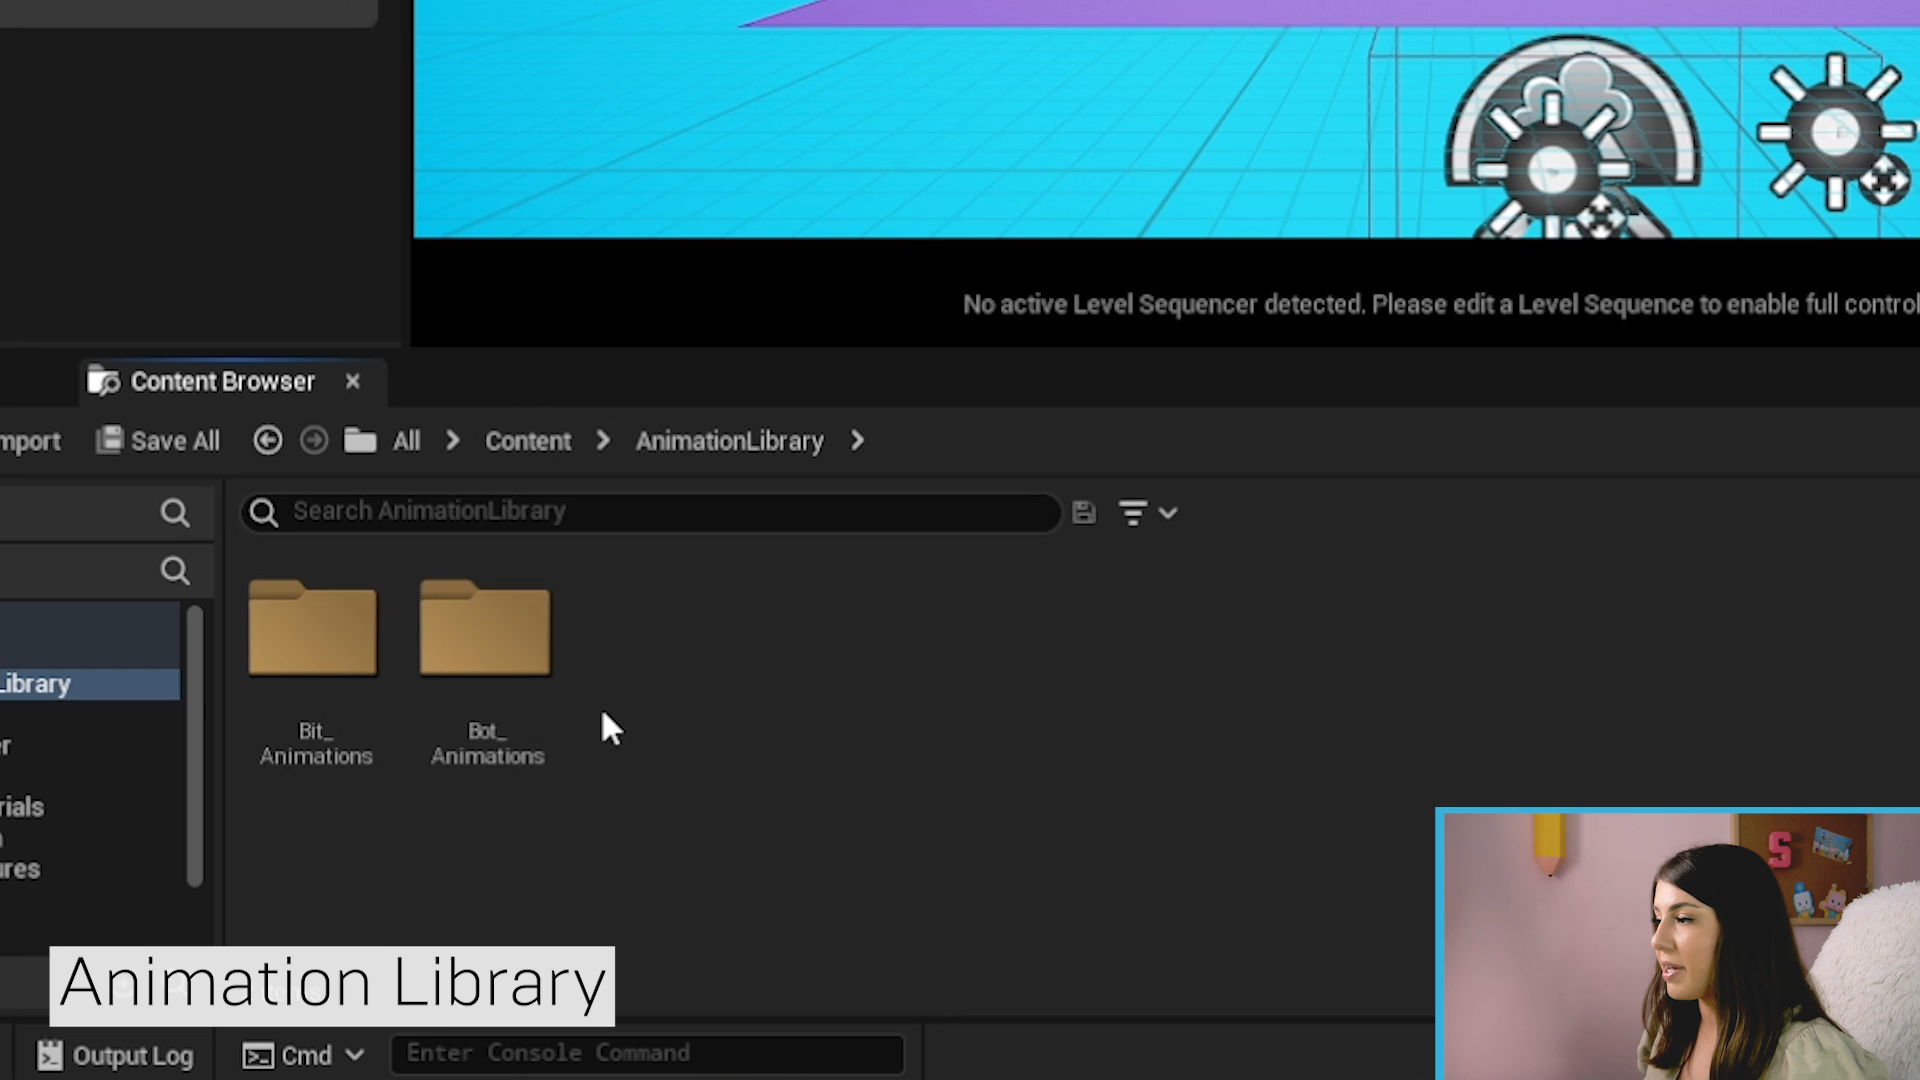 No active Level Sequencer detected. Please edit a Level Sequence to enable full control
Content Browser
mport
Save All
All
Content
AnimationLibrary
Search AnimationLibrary
Library
Bit_
Animations
Bot_
Animations
r
rials
ures
S
Animation Library
Output Log
Cmd
Enter Console Command